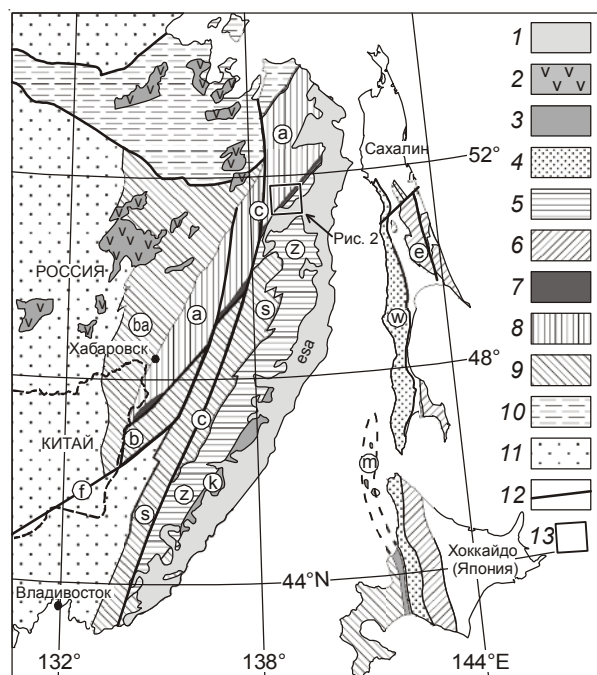 Сахалин
52°
Рис. 2
РОССИЯ
Хабаровск
48°
КИТАЙ
esa
44°N
Владивосток
Хоккайдо
(Япония)
132°
138°
144°E
a
c
z
e
s
a
ba
w
c
b
m
f
k
z
s
1
2
3
4
5
6
7
8
9
10
11
12
13